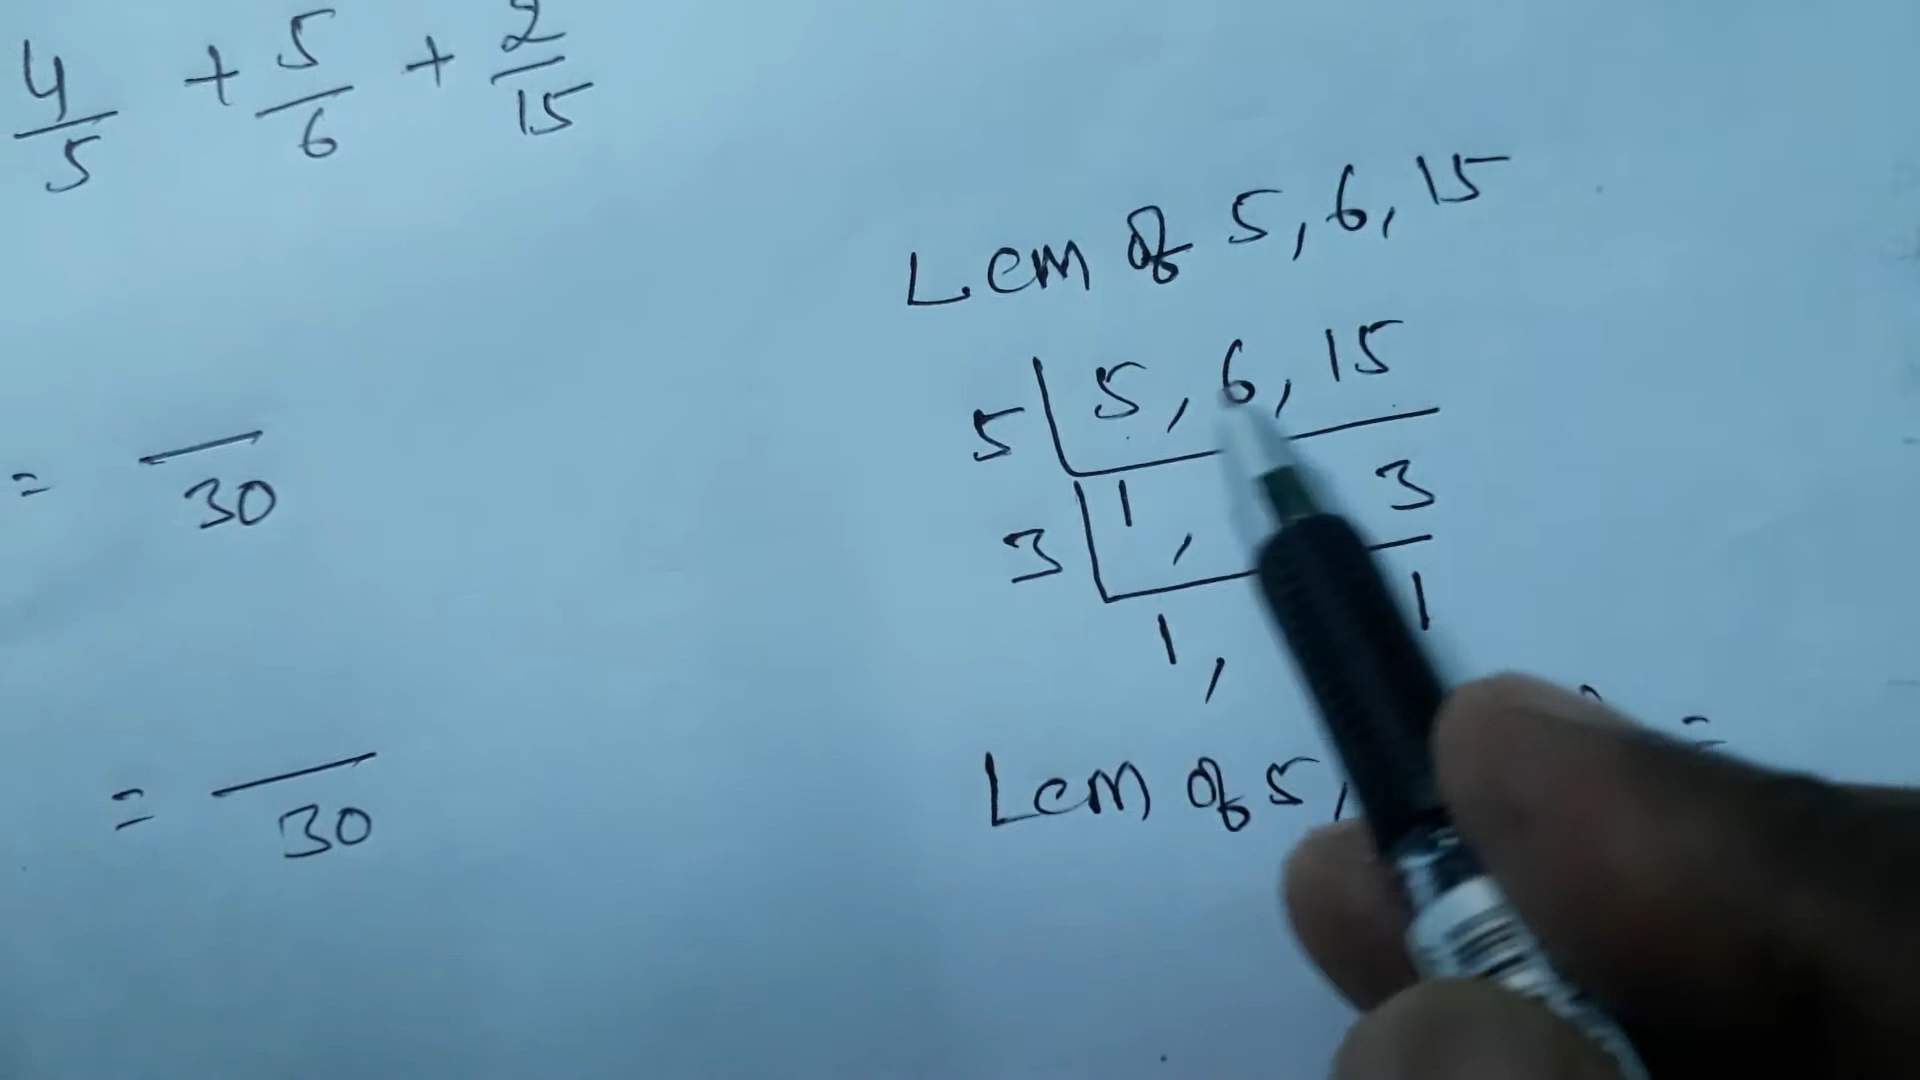 4/5 + 5/6 + 2/15
= /30
= /30
Lcm of 5, 6, 15
5 | 5, 6, 15
3 | 1, 3
1, 1
Lcm of 5, =